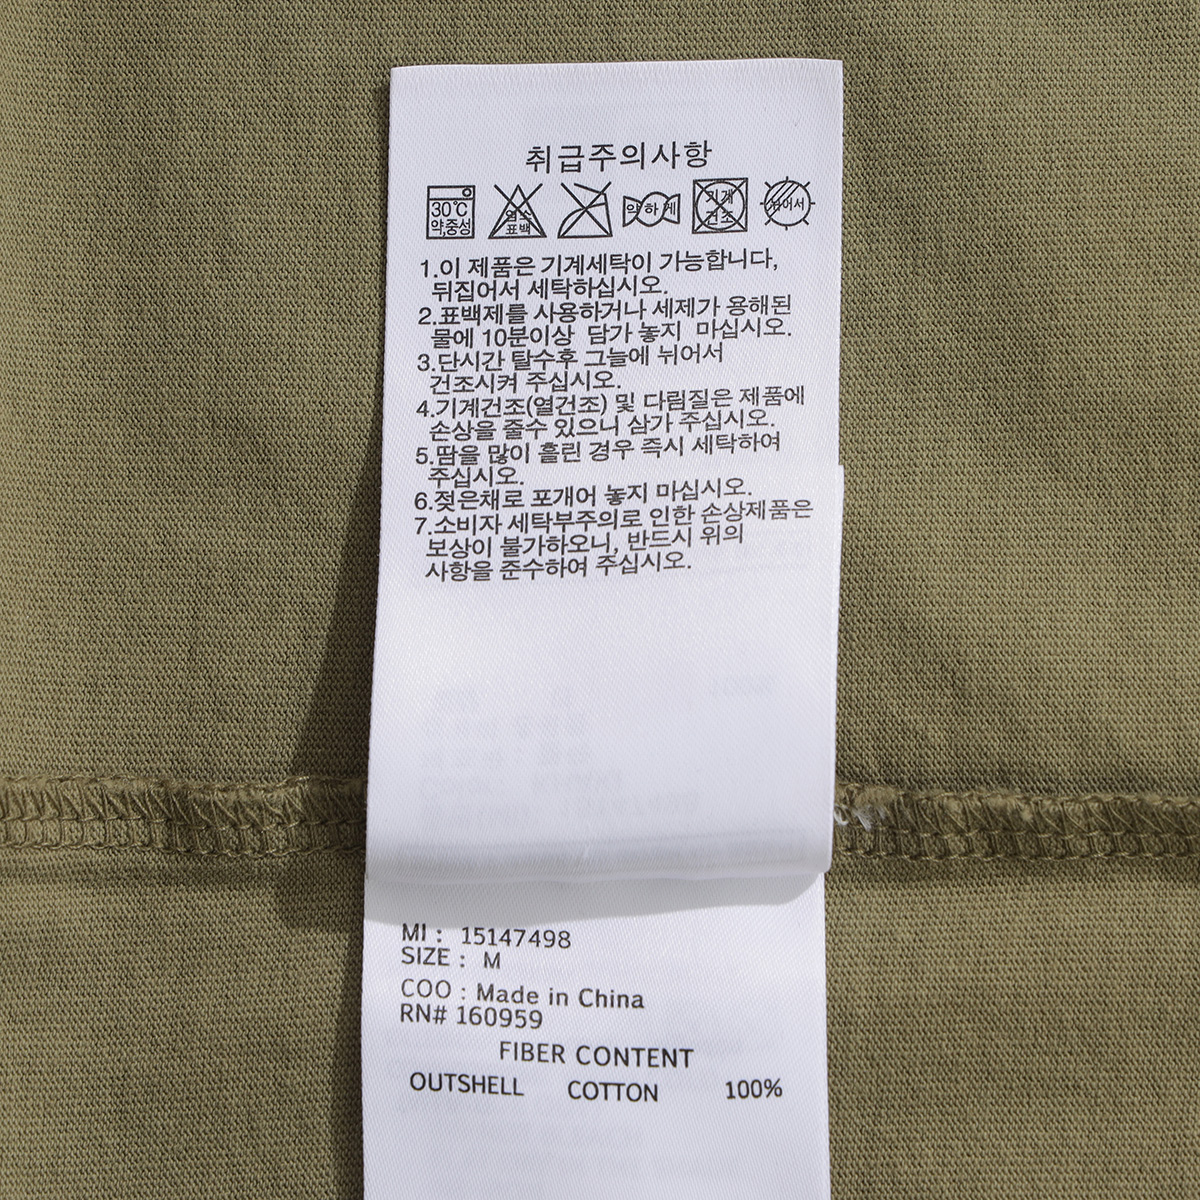 취급주의사항
30℃
약,중성
염소
표백
약하게
기계
건조
뉘어서
1.이 제품은 기계세탁이 가능합니다,
뒤집어서 세탁하십시오.
2.표백제를 사용하거나 세제가 용해된
물에 10분이상 담가 놓지 마십시오.
3.단시간 탈수후 그늘에 뉘어서
건조시켜 주십시오.
4.기계건조(열건조) 및 다림질은 제품에
손상을 줄수 있으니 삼가 주십시오.
5.땀을 많이 흘린 경우 즉시 세탁하여
주십시오.
6.젖은채로 포개어 놓지 마십시오.
7.소비자 세탁부주의로 인한 손상제품은
보상이 불가하오니, 반드시 위의
사항을 준수하여 주십시오.
MI : 15147498
SIZE : M
COO : Made in China
RN# 160959
FIBER CONTENT
OUTSHELL COTTON 100%